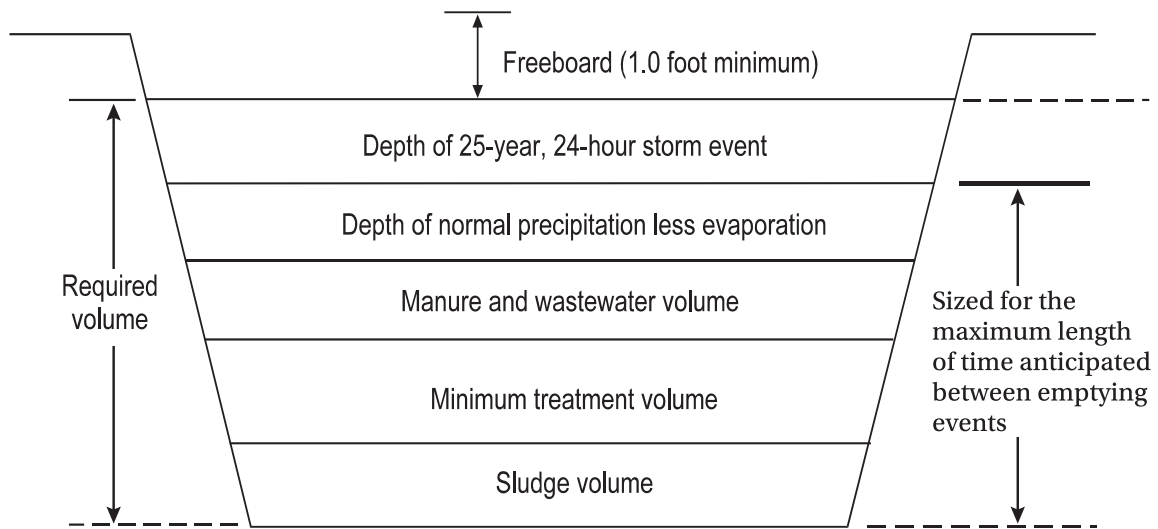 Freeboard (1.0 foot minimum)
Depth of 25-year, 24-hour storm event
Depth of normal precipitation less evaporation
Required
volume
Manure and wastewater volume
Sized for the
maximum length
of time anticipated
between emptying
events
Minimum treatment volume
Sludge volume